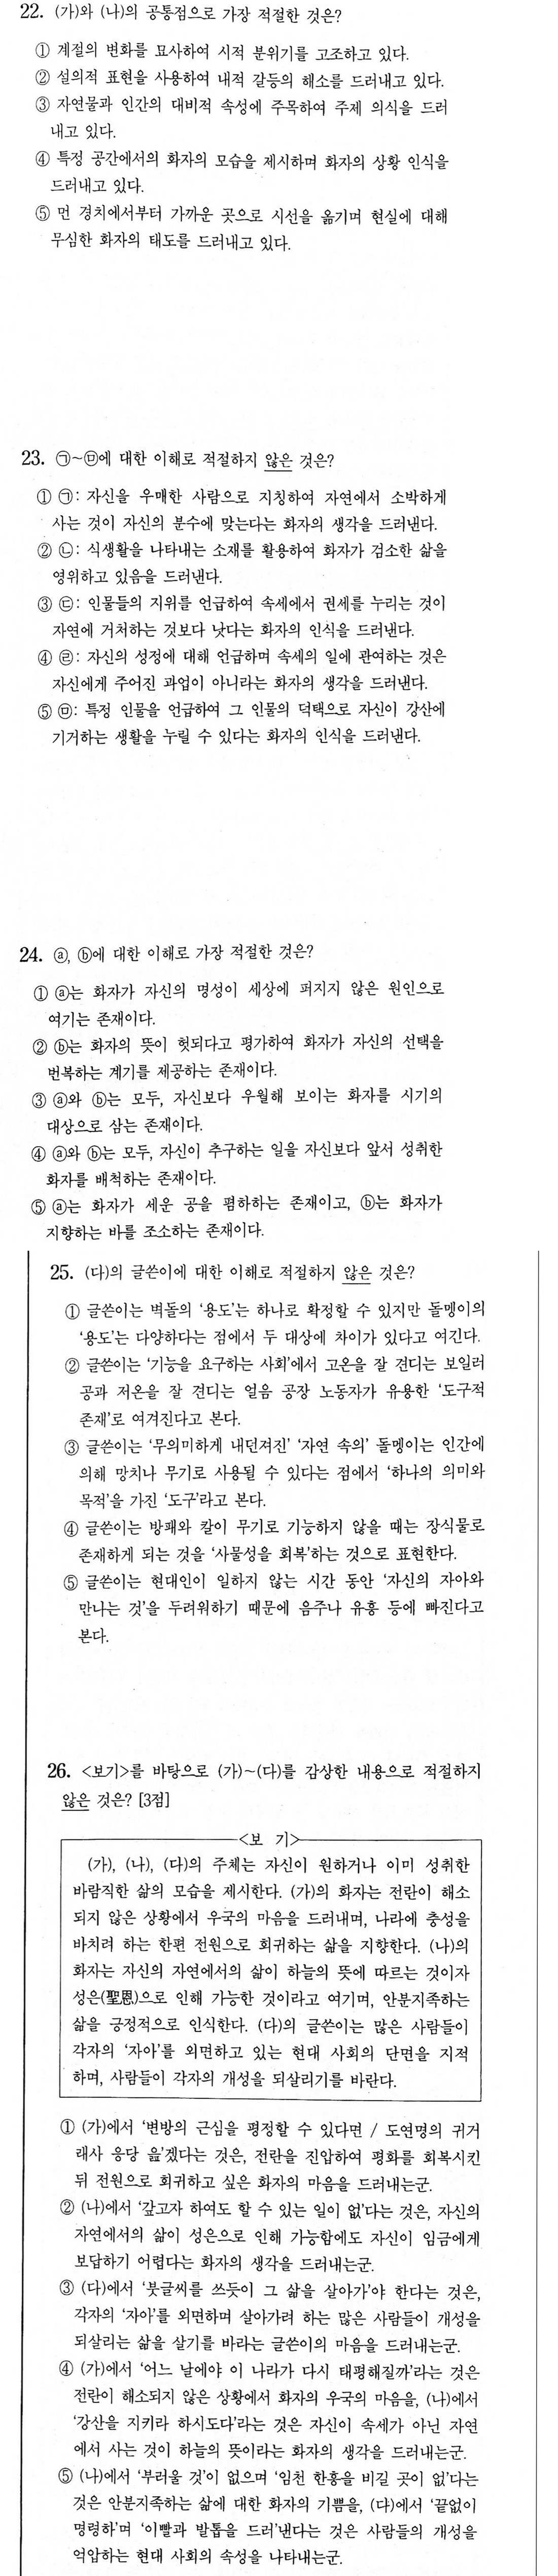 22. (가)와 (나)의 공통점으로 가장 적절한 것은?
① 계절의 변화를 묘사하여 시적 분위기를 고조하고 있다.
② 설의적 표현을 사용하여 내적 갈등의 해소를 드러내고 있다.
③ 자연물과 인간의 대비적 속성에 주목하여 주제 의식을 드러
내고 있다.
④ 특정 공간에서의 화자의 모습을 제시하며 화자의 상황 인식을
드러내고 있다.
⑤ 먼 경치에서부터 가까운 곳으로 시선을 옮기며 현실에 대해
무심한 화자의 태도를 드러내고 있다.
23. ㉠~㉤에 대한 이해로 적절하지 않은 것은?
① ㉠: 자신을 우매한 사람으로 지칭하여 자연에서 소박하게
사는 것이 자신의 분수에 맞는다는 화자의 생각을 드러낸다.
② ㉡: 식생활을 나타내는 소재를 활용하여 화자가 검소한 삶을
영위하고 있음을 드러낸다.
③ ㉢: 인물들의 지위를 언급하여 속세에서 권세를 누리는 것이
자연에 거처하는 것보다 낫다는 화자의 인식을 드러낸다.
④ ㉣: 자신의 성정에 대해 언급하며 속세의 일에 관여하는 것은
자신에게 주어진 과업이 아니라는 화자의 생각을 드러낸다.
⑤ ㉤: 특정 인물을 언급하여 그 인물의 덕택으로 자신이 강산에
기거하는 생활을 누릴 수 있다는 화자의 인식을 드러낸다.
24. ⓐ, ⓑ에 대한 이해로 가장 적절한 것은?
① ⓐ는 화자가 자신의 명성이 세상에 퍼지지 않은 원인으로
여기는 존재이다.
② ⓑ는 화자의 뜻이 헛되다고 평가하여 화자가 자신의 선택을
번복하는 계기를 제공하는 존재이다.
③ ⓐ와 ⓑ는 모두, 자신보다 우월해 보이는 화자를 시기의
대상으로 삼는 존재이다.
④ ⓐ와 ⓑ는 모두, 자신이 추구하는 일을 자신보다 앞서 성취한
화자를 배척하는 존재이다.
⑤ ⓐ는 화자가 세운 공을 폄하하는 존재이고, ⓑ는 화자가
지향하는 바를 조소하는 존재이다.
25. (다)의 글쓴이에 대한 이해로 적절하지 않은 것은?
① 글쓴이는 벽돌의 ‘용도’는 하나로 확정할 수 있지만 돌멩이의
‘용도’는 다양하다는 점에서 두 대상에 차이가 있다고 여긴다.
② 글쓴이는 ‘기능을 요구하는 사회’에서 고온을 잘 견디는 보일러
공과 저온을 잘 견디는 얼음 공장 노동자가 유용한 ‘도구적
존재’로 여겨진다고 본다.
③ 글쓴이는 ‘무의미하게 내던져진’ ‘자연 속의’ 돌멩이는 인간에
의해 망치나 무기로 사용될 수 있다는 점에서 ‘하나의 의미와
목적’을 가진 ‘도구’라고 본다.
④ 글쓴이는 방패와 칼이 무기로 기능하지 않을 때는 장식물로
존재하게 되는 것을 ‘사물성을 회복’하는 것으로 표현한다.
⑤ 글쓴이는 현대인이 일하지 않는 시간 동안 ‘자신의 자아와
만나는 것’을 두려워하기 때문에 음주나 유흥 등에 빠진다고
본다.
26. <보기>를 바탕으로 (가)~(다)를 감상한 내용으로 적절하지
않은 것은? [3점]
<보 기>
(가), (나), (다)의 주체는 자신이 원하거나 이미 성취한
바람직한 삶의 모습을 제시한다. (가)의 화자는 전란이 해소
되지 않은 상황에서 우국의 마음을 드러내며, 나라에 충성을
바치려 하는 한편 전원으로 회귀하는 삶을 지향한다. (나)의
화자는 자신의 자연에서의 삶이 하늘의 뜻에 따르는 것이자
성은(聖恩)으로 인해 가능한 것이라고 여기며, 안분지족하는
삶을 긍정적으로 인식한다. (다)의 글쓴이는 많은 사람들이
각자의 ‘자아’를 외면하고 있는 현대 사회의 단면을 지적
하며, 사람들이 각자의 개성을 되살리기를 바란다.
① (가)에서 ‘변방의 근심을 평정할 수 있다면 / 도연명의 귀거
래사 응당 읊’겠다는 것은, 전란을 진압하여 평화를 회복시킨
뒤 전원으로 회귀하고 싶은 화자의 마음을 드러내는군.
② (나)에서 ‘갚고자 하여도 할 수 있는 일이 없’다는 것은, 자신의
자연에서의 삶이 성은으로 인해 가능함에도 자신이 임금에게
보답하기 어렵다는 화자의 생각을 드러내는군.
③ (다)에서 ‘붓글씨를 쓰듯이 그 삶을 살아가’야 한다는 것은,
각자의 ‘자아’를 외면하며 살아가려 하는 많은 사람들이 개성을
되살리는 삶을 살기를 바라는 글쓴이의 마음을 드러내는군.
④ (가)에서 ‘어느 날에야 이 나라가 다시 태평해질까’라는 것은
전란이 해소되지 않은 상황에서 화자의 우국의 마음을, (나)에서
‘강산을 지키라 하시도다’라는 것은 자신이 속세가 아닌 자연
에서 사는 것이 하늘의 뜻이라는 화자의 생각을 드러내는군.
⑤ (나)에서 ‘부러울 것’이 없으며 ‘임천 한흥을 비길 곳이 없’다는
것은 안분지족하는 삶에 대한 화자의 기쁨을, (다)에서 ‘끝없이
명령하’며 ‘이빨과 발톱을 드러’낸다는 것은 사람들의 개성을
억압하는 현대 사회의 속성을 나타내는군.